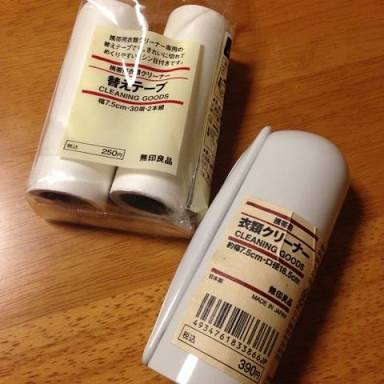 携帯用衣類クリーナー専用の
替えテープです。きれいに切れて
めくりやすいミシン目付きです。
携帯用衣類クリーナー
替えテープ
CLEANING GOODS
幅7.5cm・30周・2本組
税込
250円
無印良品
携帯用
衣類クリーナー
CLEANING GOODS
約幅7.5cm・口径18.5cm
日本製
無印良品
MADE IN JAPAN
4934761833866
税込
390円